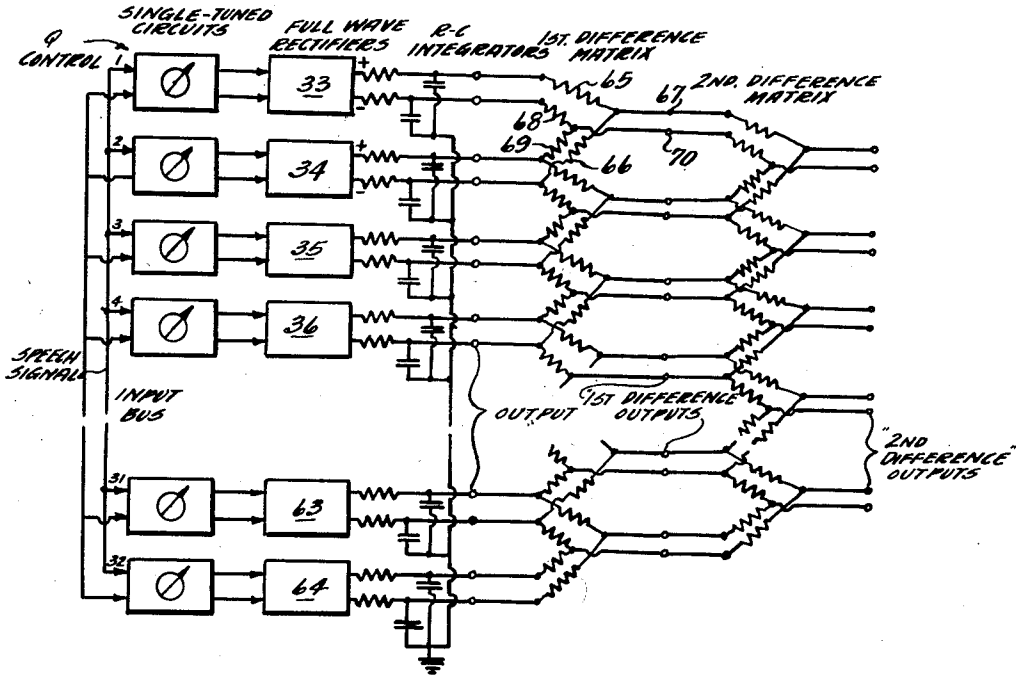 SINGLE-TUNED
CIRCUITS
FULL WAVE
RECTIFIERS
R-C
INTEGRATORS
1ST. DIFFERENCE
MATRIX
2ND. DIFFERENCE
MATRIX
Q
CONTROL
1
33
+
-
65
67
68
69
66
70
2
34
+
-
3
35
4
36
SPEECH
SIGNAL
INPUT
BUS
OUTPUT
"1ST DIFFERENCE
OUTPUTS
"2ND
DIFFERENCE"
OUTPUTS
31
63
32
64